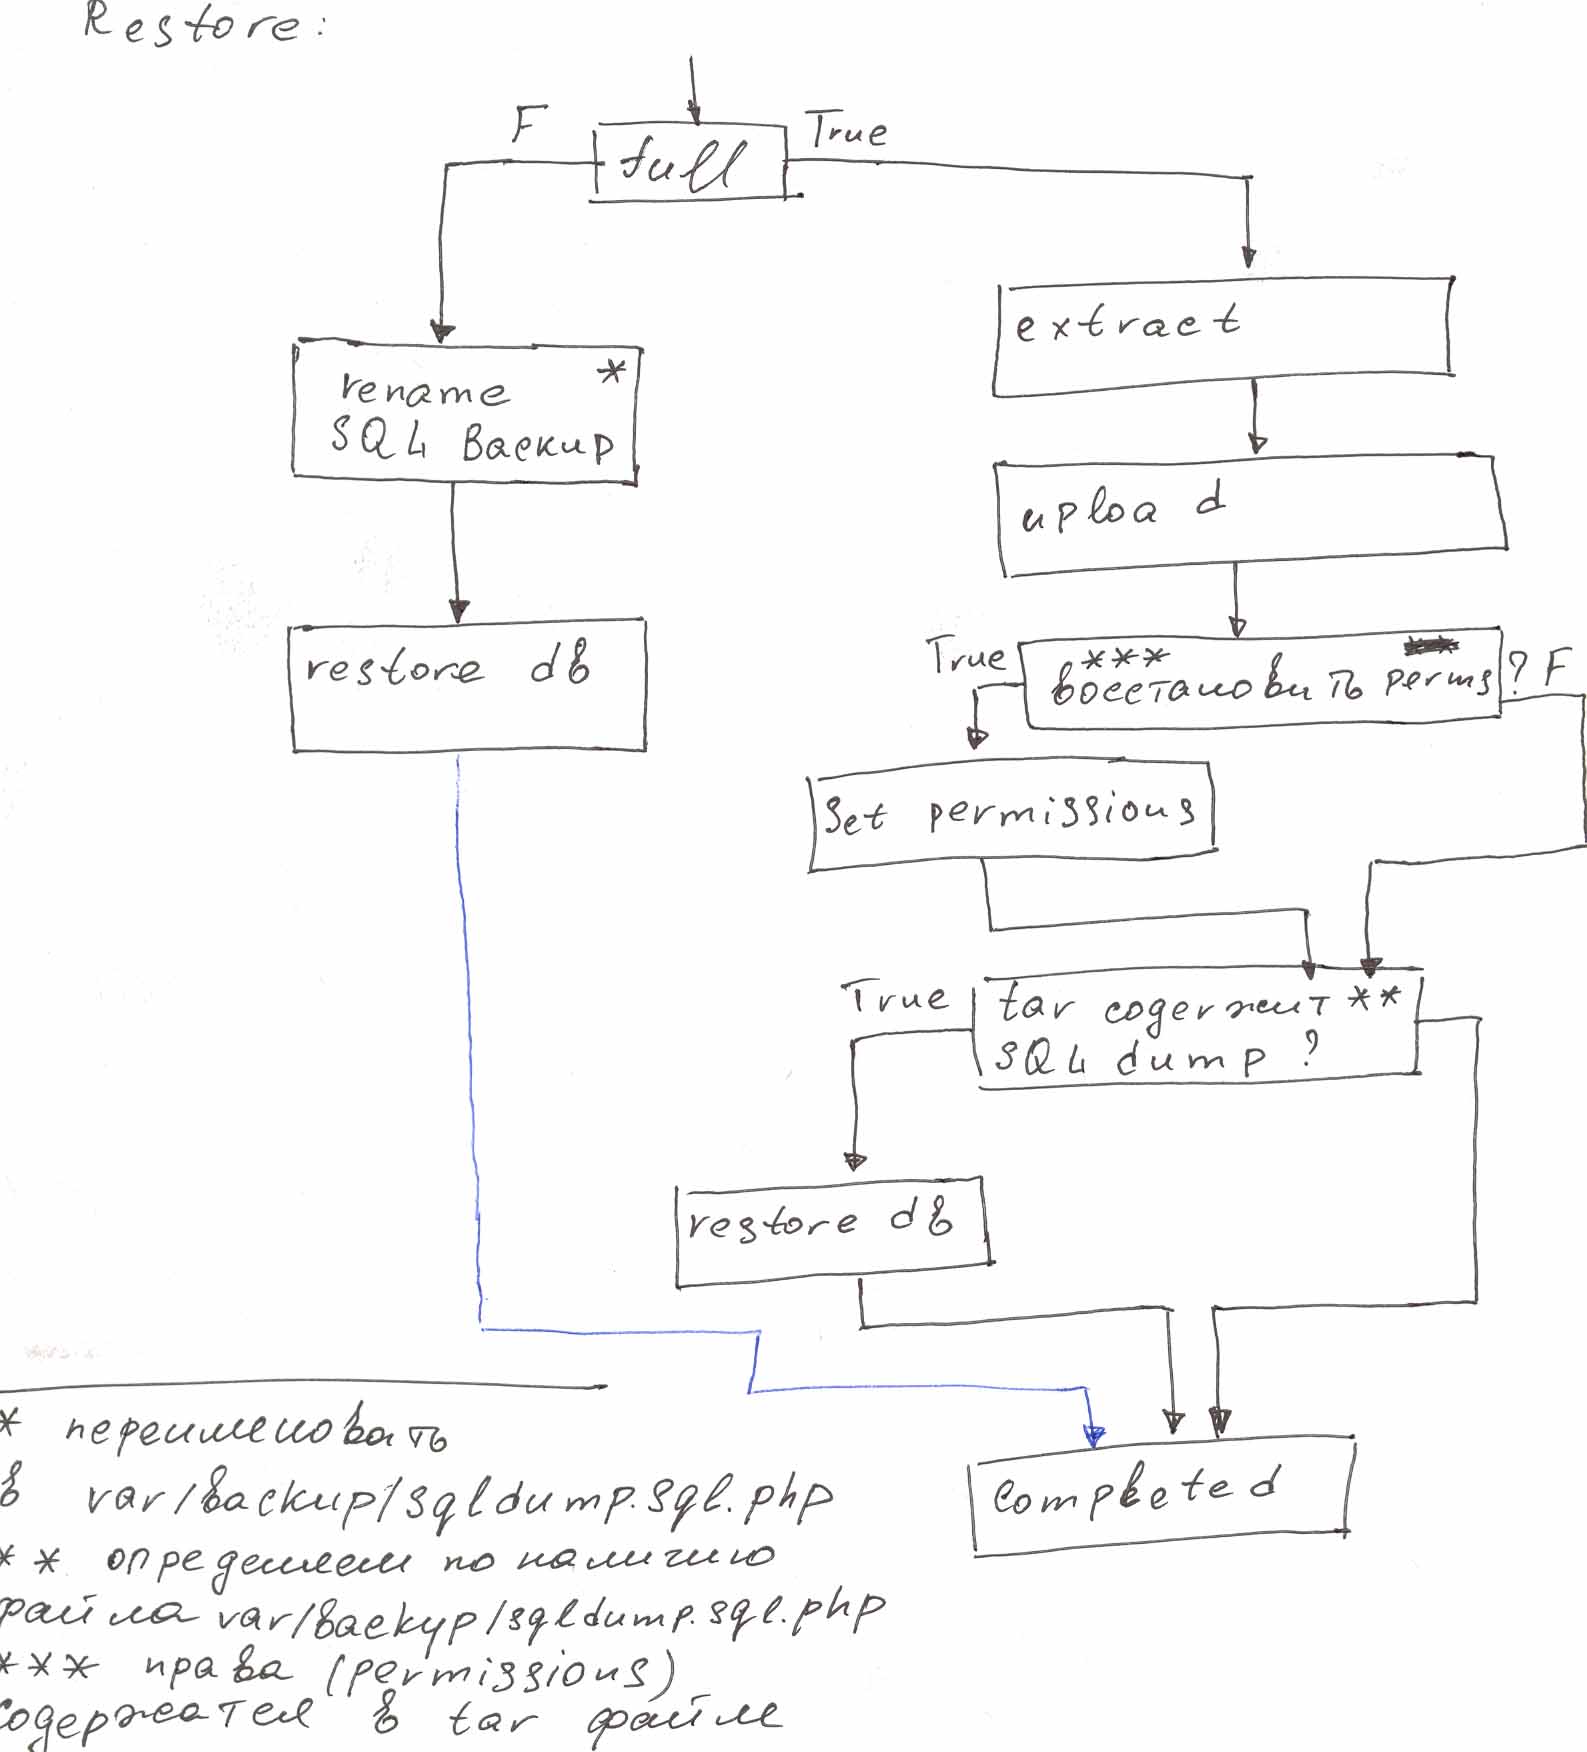 Restore:
F
full
True
rename *
SQL Backup
restore db
extract
upload
True
***
восстановить perms ? F
Set permissions
True
tar содержит **
SQL dump ?
restore db
completed
* переименовать
в var/backup/sqldump.sql.php
** определяем по наличию
файла var/backup/sqldump.sql.php
*** права (permissions)
содержатся в tar файле